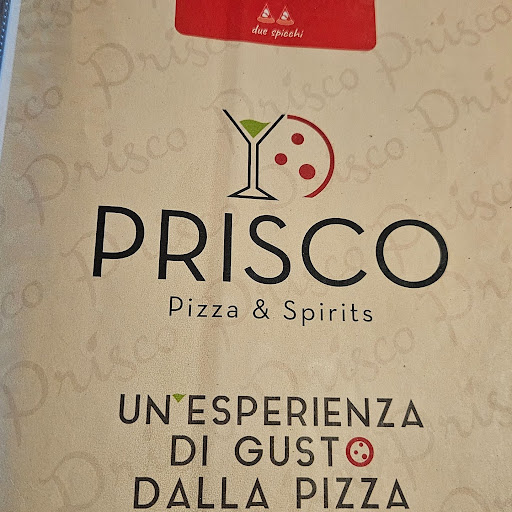 due spicchi
PRISCO
Pizza & Spirits
UN'ESPERIENZA
DI GUSTO
DALLA PIZZA